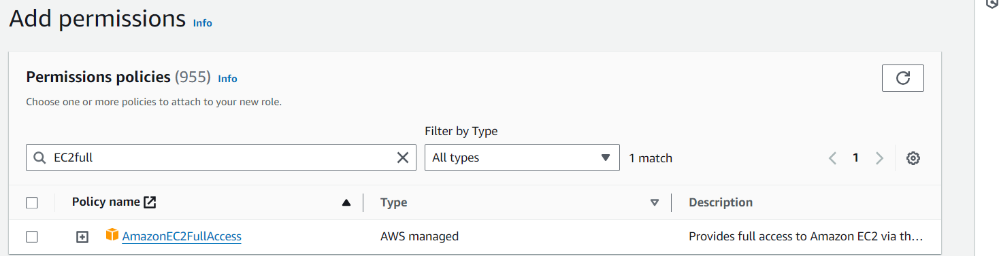 Add permissions Info
Permissions policies (955) Info
Choose one or more policies to attach to your new role.
Filter by Type
EC2full All types 1 match 1
Policy name Type Description
AmazonEC2FullAccess AWS managed Provides full access to Amazon EC2 via th…